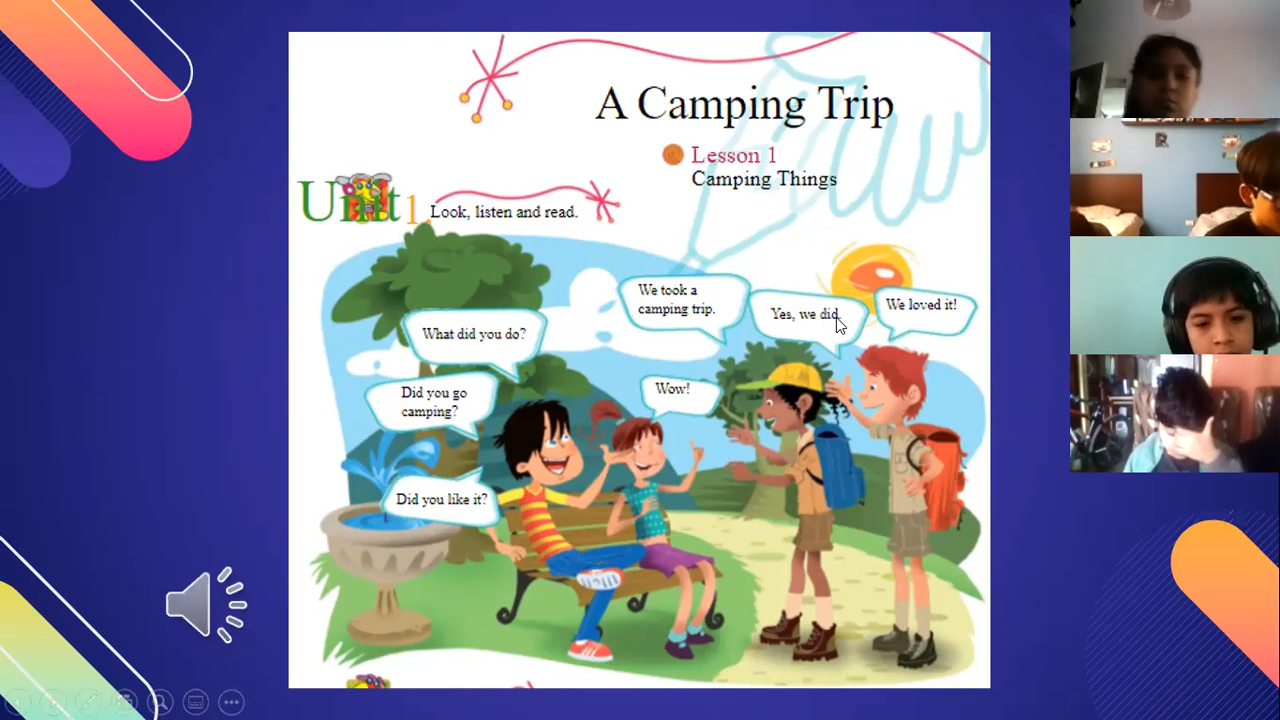 A Camping Trip
Lesson 1
Camping Things
Unit 1.
Look, listen and read.
What did you do?
We took a
camping trip.
Did you go
camping?
Yes, we did.
Wow!
Did you like it?
We loved it!
R